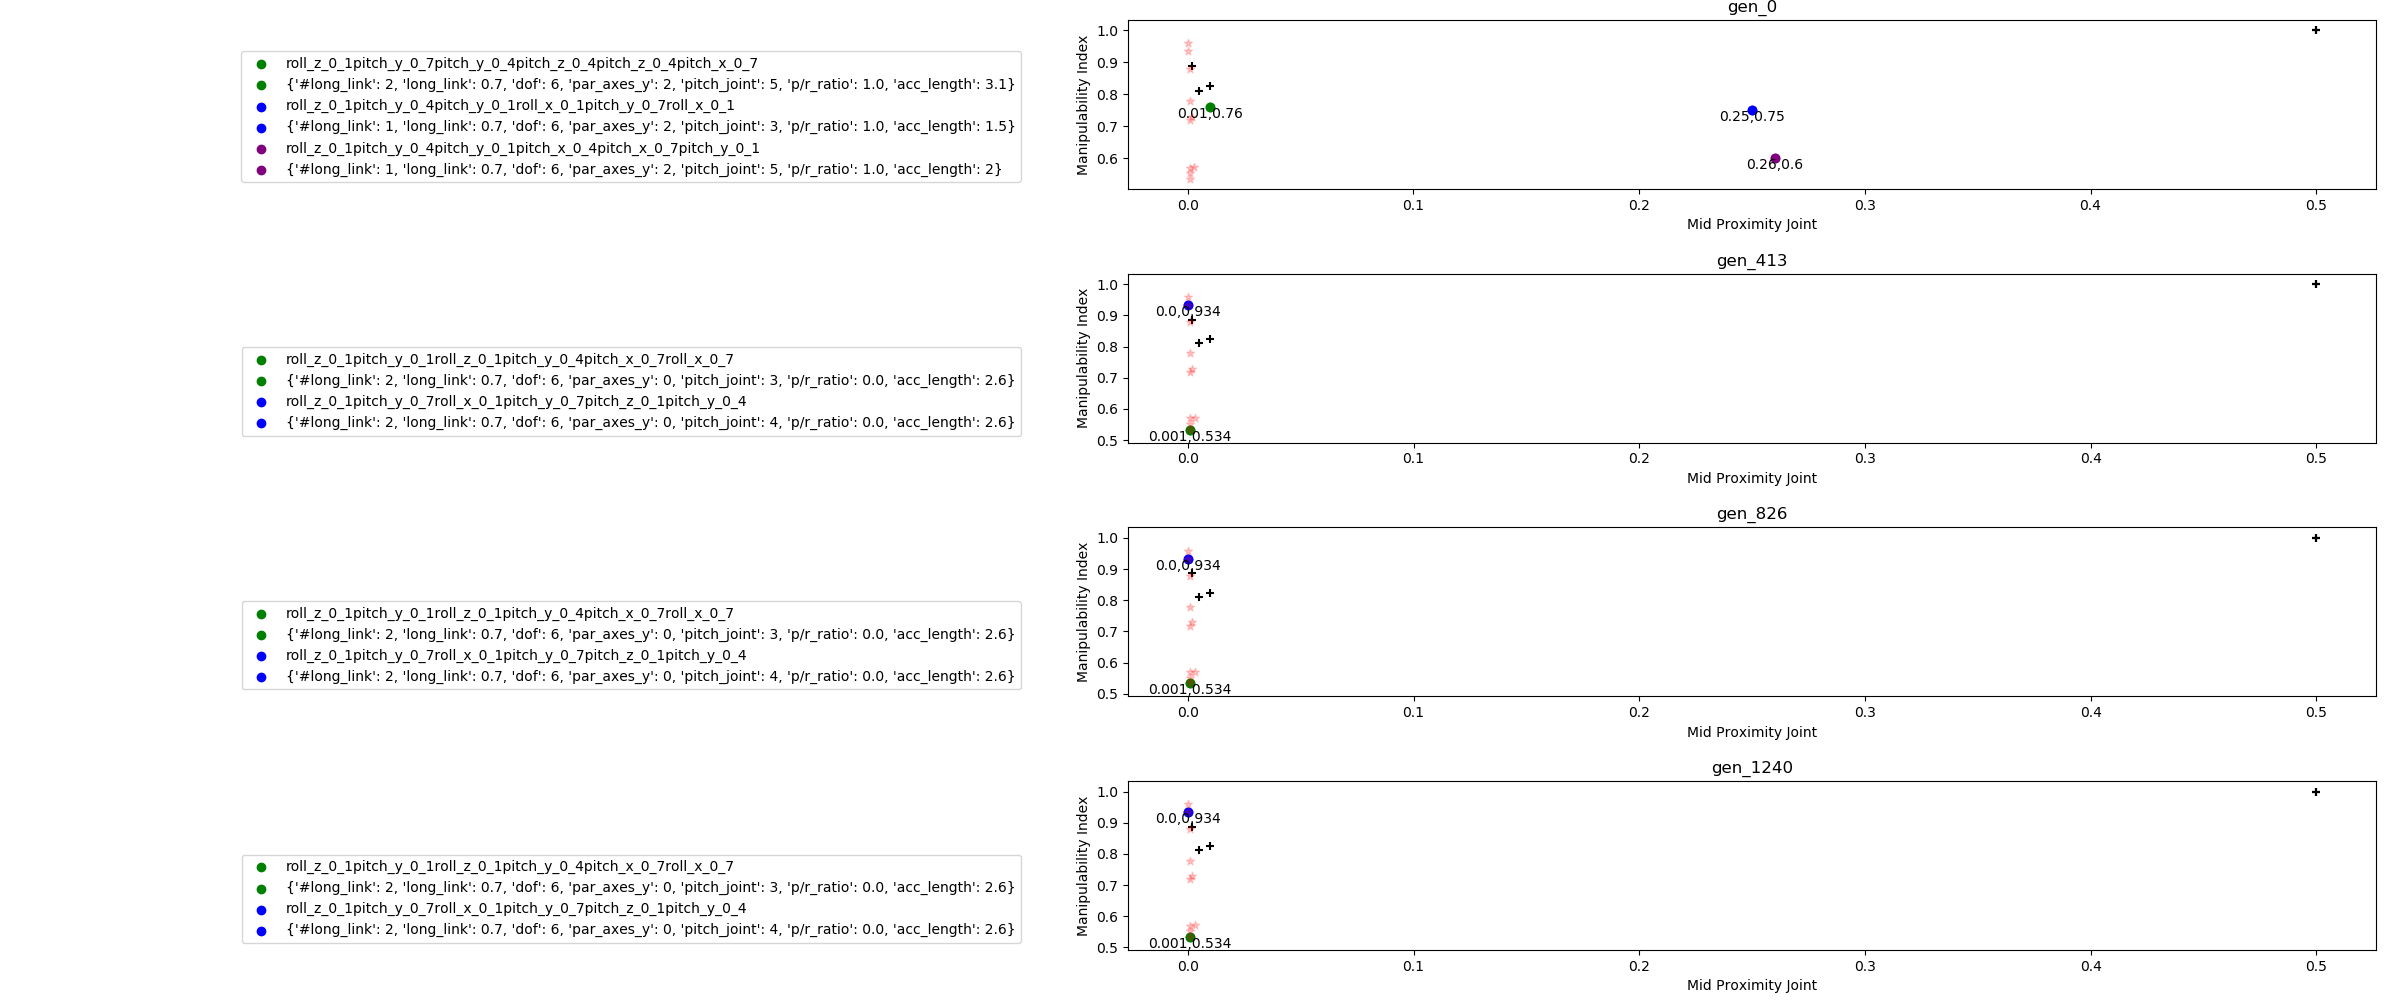 roll_z_0_1pitch_y_0_7pitch_y_0_4pitch_z_0_4pitch_z_0_4pitch_x_0_7
{'#long_link': 2, 'long_link': 0.7, 'dof': 6, 'par_axes_y': 2, 'pitch_joint': 5, 'p/r_ratio': 1.0, 'acc_length': 3.1}
roll_z_0_1pitch_y_0_4pitch_y_0_1roll_x_0_1pitch_y_0_7roll_x_0_1
{'#long_link': 1, 'long_link': 0.7, 'dof': 6, 'par_axes_y': 2, 'pitch_joint': 3, 'p/r_ratio': 1.0, 'acc_length': 1.5}
roll_z_0_1pitch_y_0_4pitch_y_0_1pitch_x_0_4pitch_x_0_7pitch_y_0_1
{'#long_link': 1, 'long_link': 0.7, 'dof': 6, 'par_axes_y': 2, 'pitch_joint': 5, 'p/r_ratio': 1.0, 'acc_length': 2}
gen_0
Manipulability Index
1.0
0.9
0.8
0.7
0.6
0.01,0.76
0.25,0.75
0.26,0.6
0.0 0.1 0.2 0.3 0.4 0.5
Mid Proximity Joint
roll_z_0_1pitch_y_0_1roll_z_0_1pitch_y_0_4pitch_x_0_7roll_x_0_7
{'#long_link': 2, 'long_link': 0.7, 'dof': 6, 'par_axes_y': 0, 'pitch_joint': 3, 'p/r_ratio': 0.0, 'acc_length': 2.6}
roll_z_0_1pitch_y_0_7roll_x_0_1pitch_y_0_7pitch_z_0_1pitch_y_0_4
{'#long_link': 2, 'long_link': 0.7, 'dof': 6, 'par_axes_y': 0, 'pitch_joint': 4, 'p/r_ratio': 0.0, 'acc_length': 2.6}
gen_413
Manipulability Index
1.0
0.9
0.8
0.7
0.6
0.5
0.0,0.934
0.001,0.534
0.0 0.1 0.2 0.3 0.4 0.5
Mid Proximity Joint
roll_z_0_1pitch_y_0_1roll_z_0_1pitch_y_0_4pitch_x_0_7roll_x_0_7
{'#long_link': 2, 'long_link': 0.7, 'dof': 6, 'par_axes_y': 0, 'pitch_joint': 3, 'p/r_ratio': 0.0, 'acc_length': 2.6}
roll_z_0_1pitch_y_0_7roll_x_0_1pitch_y_0_7pitch_z_0_1pitch_y_0_4
{'#long_link': 2, 'long_link': 0.7, 'dof': 6, 'par_axes_y': 0, 'pitch_joint': 4, 'p/r_ratio': 0.0, 'acc_length': 2.6}
gen_826
Manipulability Index
1.0
0.9
0.8
0.7
0.6
0.5
0.0,0.934
0.001,0.534
0.0 0.1 0.2 0.3 0.4 0.5
Mid Proximity Joint
roll_z_0_1pitch_y_0_1roll_z_0_1pitch_y_0_4pitch_x_0_7roll_x_0_7
{'#long_link': 2, 'long_link': 0.7, 'dof': 6, 'par_axes_y': 0, 'pitch_joint': 3, 'p/r_ratio': 0.0, 'acc_length': 2.6}
roll_z_0_1pitch_y_0_7roll_x_0_1pitch_y_0_7pitch_z_0_1pitch_y_0_4
{'#long_link': 2, 'long_link': 0.7, 'dof': 6, 'par_axes_y': 0, 'pitch_joint': 4, 'p/r_ratio': 0.0, 'acc_length': 2.6}
gen_1240
Manipulability Index
1.0
0.9
0.8
0.7
0.6
0.5
0.0,0.934
0.001,0.534
0.0 0.1 0.2 0.3 0.4 0.5
Mid Proximity Joint